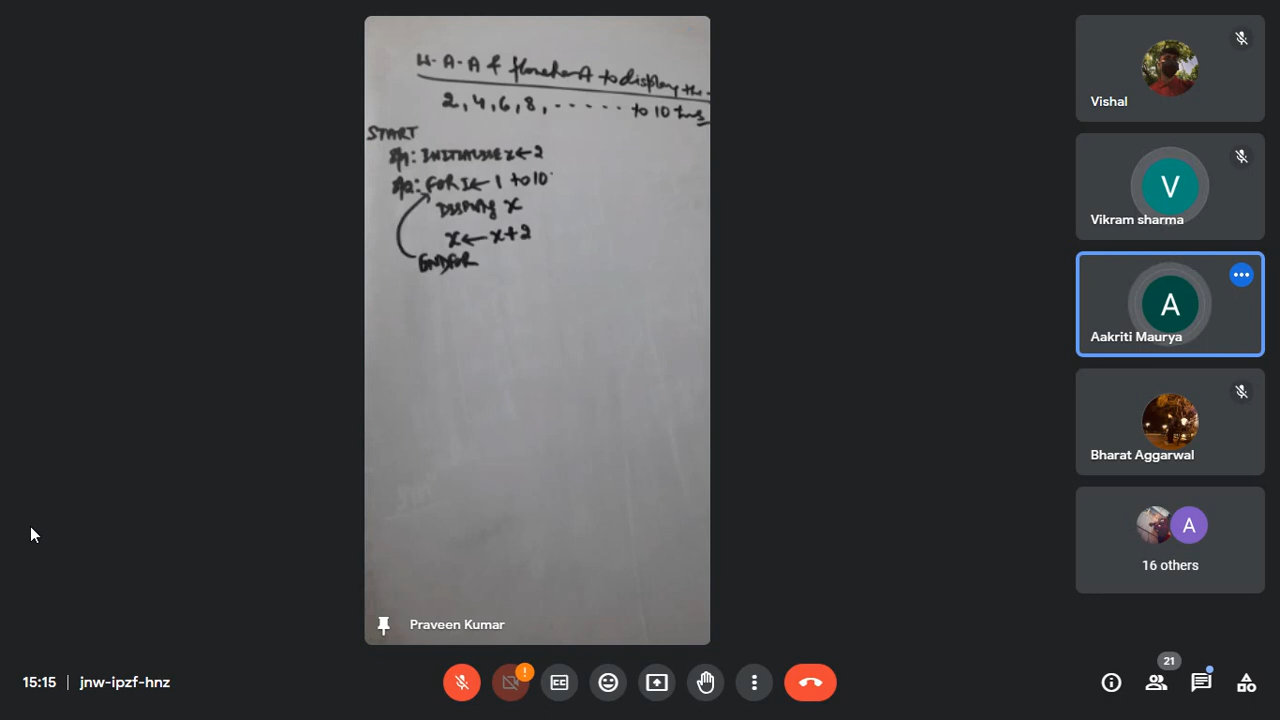 W.A.A & flowchart to display the
2, 4, 6, 8, ...... to 10 terms
START
INITIALISE x ← 2
FOR I ← 1 to 10
DISPLAY x
x ← x+2
ENDFOR
Praveen Kumar
Vishal
V
Vikram sharma
A
Aakriti Maurya
Bharat Aggarwal
A
16 others
15:15 | jnw-ipzf-hnz
21